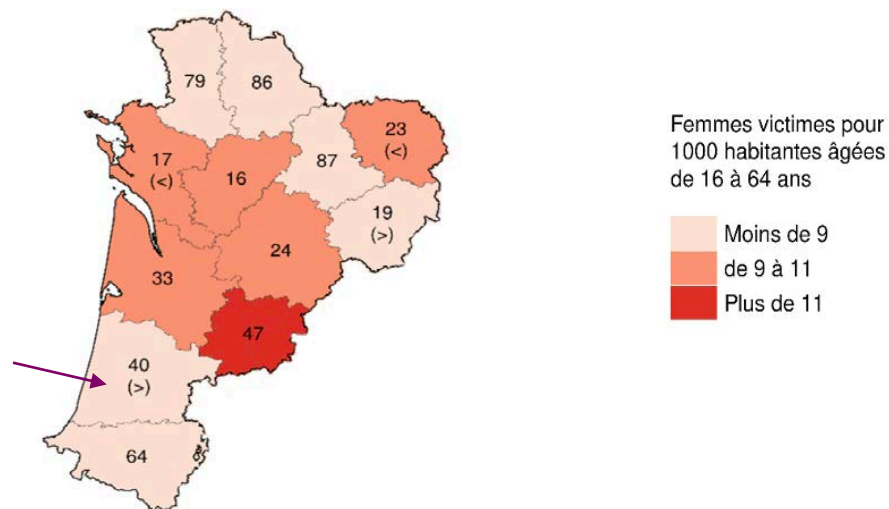 79
86
23
(<)
17
(<)
16
87
19
(>)
24
33
47
40
(>)
64
Femmes victimes pour
1000 habitantes âgées
de 16 à 64 ans
Moins de 9
de 9 à 11
Plus de 11